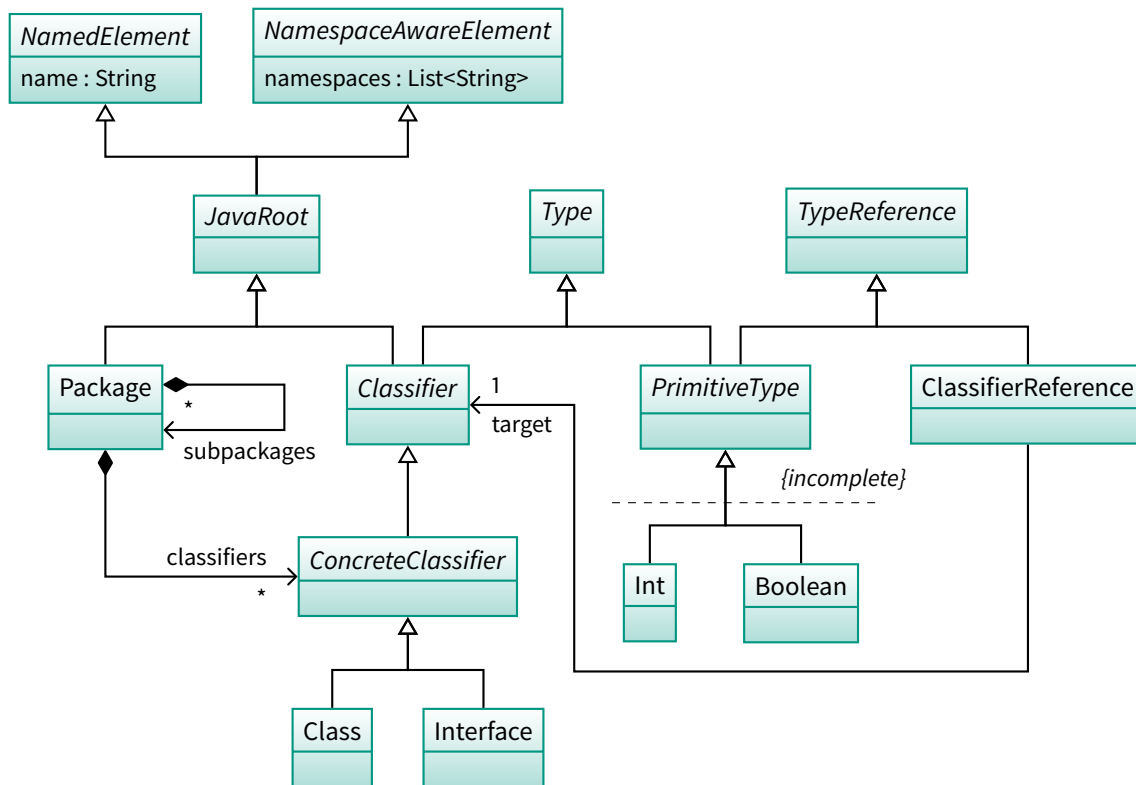 NamedElement
name : String
NamespaceAwareElement
namespaces : List<String>
JavaRoot
Type
TypeReference
Package
*
subpackages
Classifier
1
target
PrimitiveType
ClassifierReference
{incomplete}
classifiers
*
ConcreteClassifier
Int
Boolean
Class
Interface